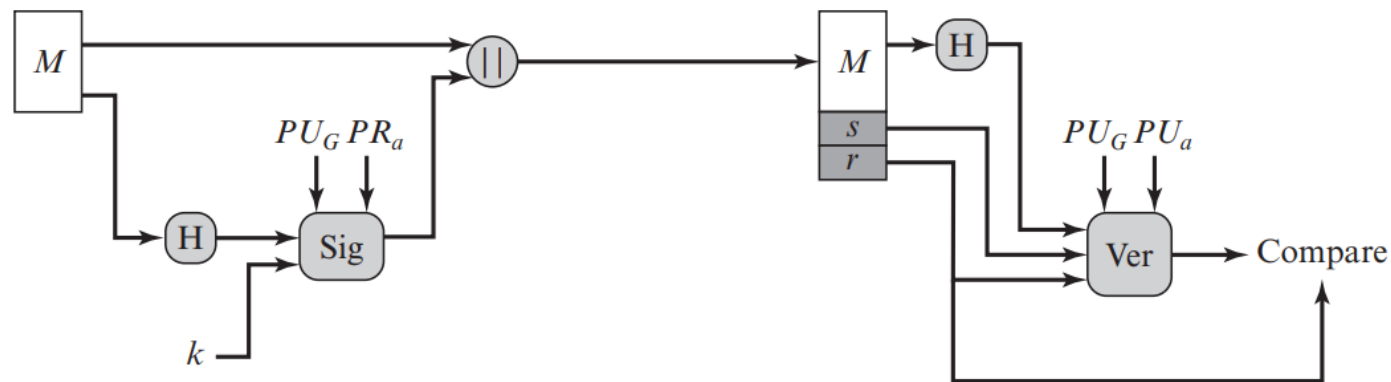 M
||
M
H
s
r
PU_G PR_a
PU_G PU_a
H
Sig
Ver
Compare
k